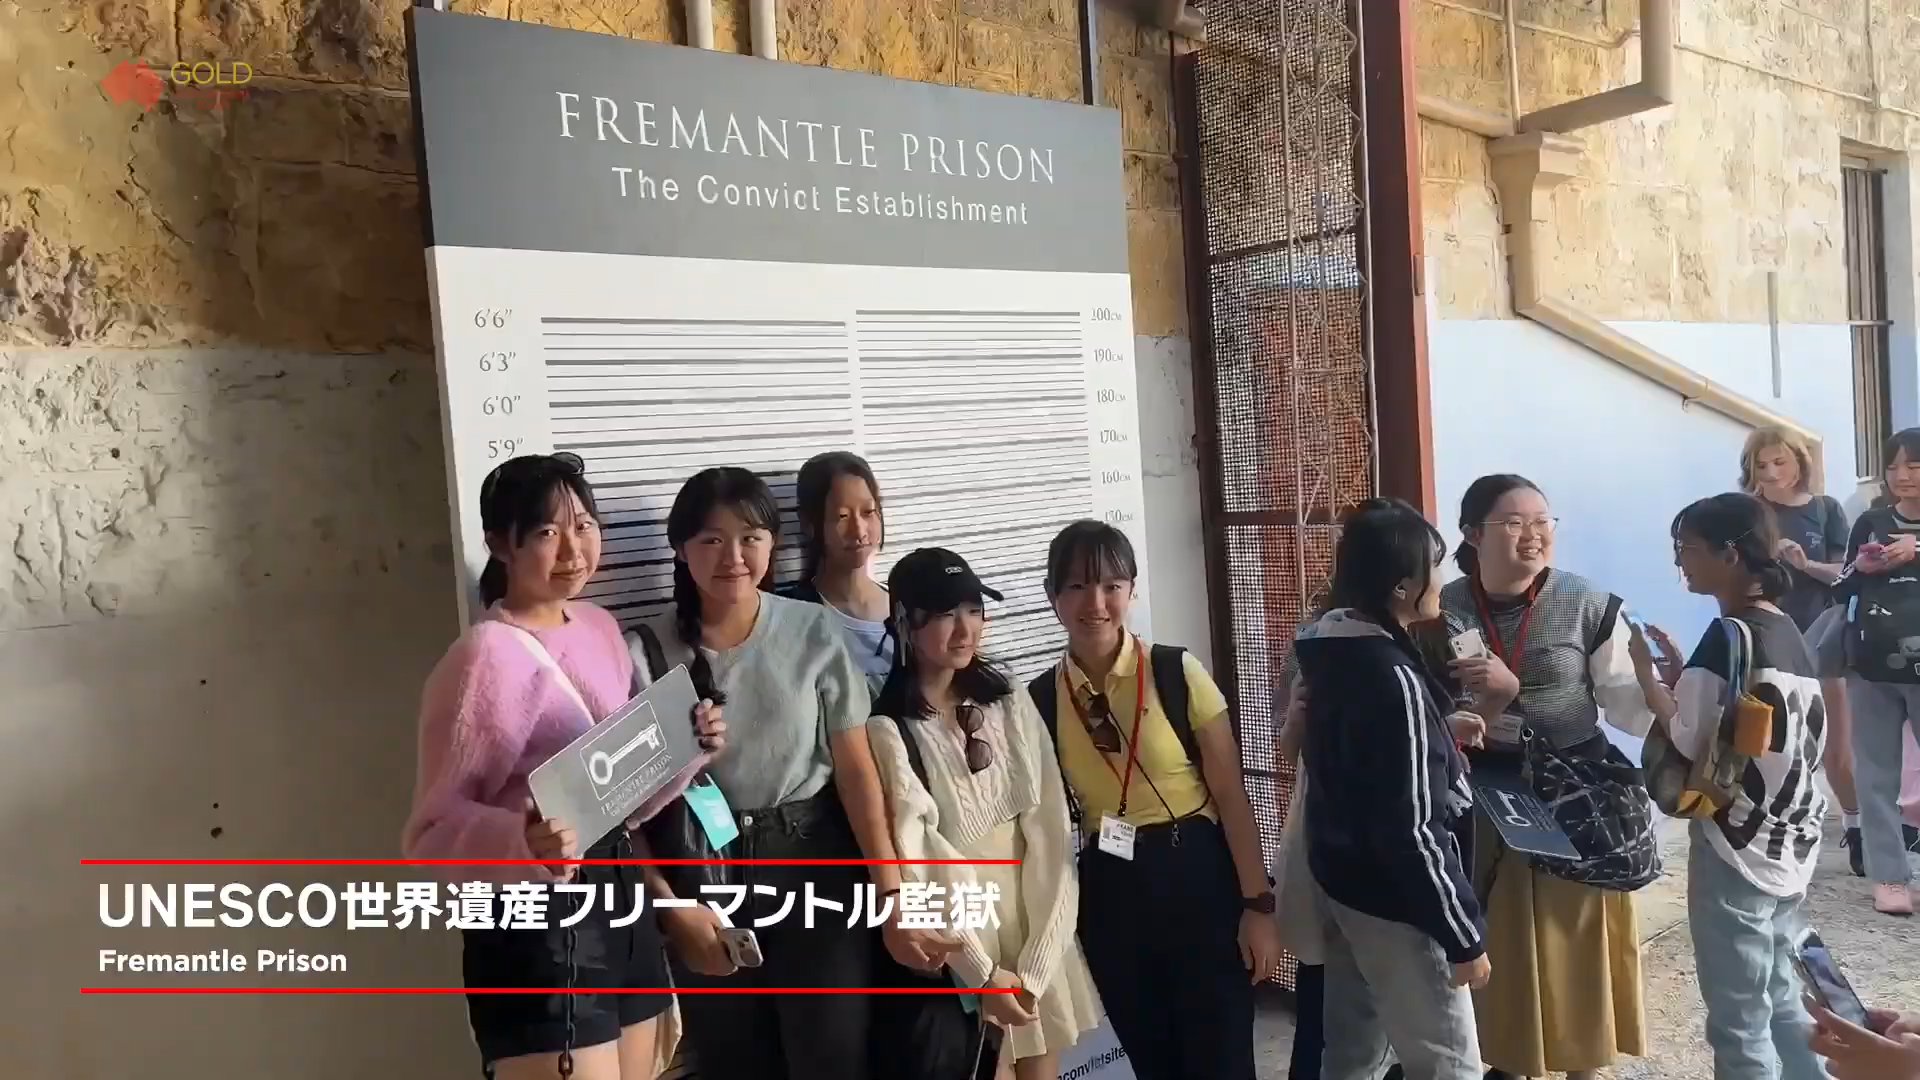 GOLD
FREMANTLE PRISON
The Convict Establishment
6'6"
200CM
6'3"
190CM
6'0"
180CM
5'9"
170CM
160CM
150CM
FREMANTLE PRISON
UNESCO世界遺産フリーマントル監獄
Fremantle Prison